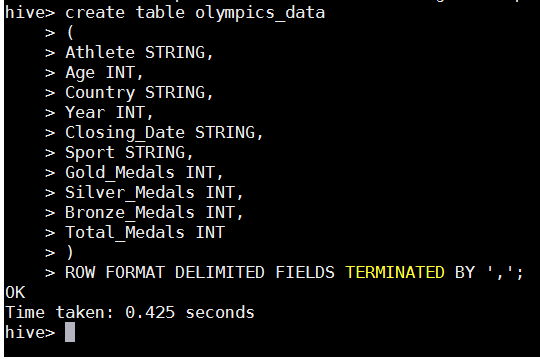 hive> create table olympics_data
> (
> Athlete STRING,
> Age INT,
> Country STRING,
> Year INT,
> Closing_Date STRING,
> Sport STRING,
> Gold_Medals INT,
> Silver_Medals INT,
> Bronze_Medals INT,
> Total_Medals INT
> )
> ROW FORMAT DELIMITED FIELDS TERMINATED BY ',';
OK
Time taken: 0.425 seconds
hive>